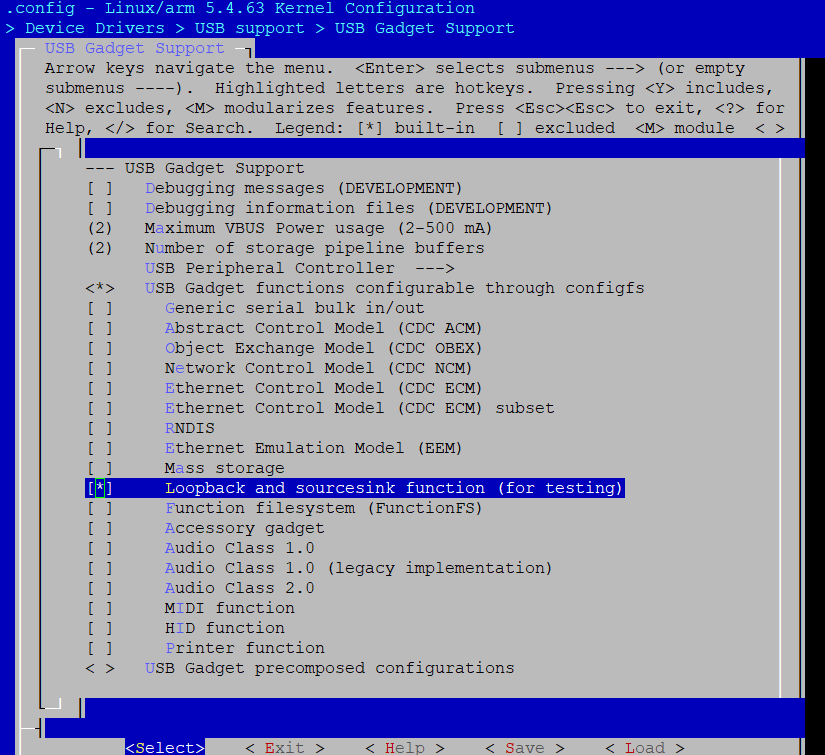 .config - Linux/arm 5.4.63 Kernel Configuration
> Device Drivers > USB support > USB Gadget Support
USB Gadget Support
Arrow keys navigate the menu.  <Enter> selects submenus ---> (or empty
submenus ----).  Highlighted letters are hotkeys.  Pressing <Y> includes,
<N> excludes, <M> modularizes features.  Press <Esc><Esc> to exit, <?> for
Help, </> for Search.  Legend: [*] built-in  [ ] excluded  <M> module  < >
--- USB Gadget Support
[ ]   Debugging messages (DEVELOPMENT)
[ ]   Debugging information files (DEVELOPMENT)
(2)   Maximum VBUS Power usage (2-500 mA)
(2)   Number of storage pipeline buffers
USB Peripheral Controller  --->
<*>   USB Gadget functions configurable through configfs
[ ]     Generic serial bulk in/out
[ ]     Abstract Control Model (CDC ACM)
[ ]     Object Exchange Model (CDC OBEX)
[ ]     Network Control Model (CDC NCM)
[ ]     Ethernet Control Model (CDC ECM)
[ ]     Ethernet Control Model (CDC ECM) subset
[ ]     RNDIS
[ ]     Ethernet Emulation Model (EEM)
[ ]     Mass storage
[*]     Loopback and sourcesink function (for testing)
[ ]     Function filesystem (FunctionFS)
[ ]     Accessory gadget
[ ]     Audio Class 1.0
[ ]     Audio Class 1.0 (legacy implementation)
[ ]     Audio Class 2.0
[ ]     MIDI function
[ ]     HID function
[ ]     Printer function
< >   USB Gadget precomposed configurations
<Select>    < Exit >    < Help >    < Save >    < Load >